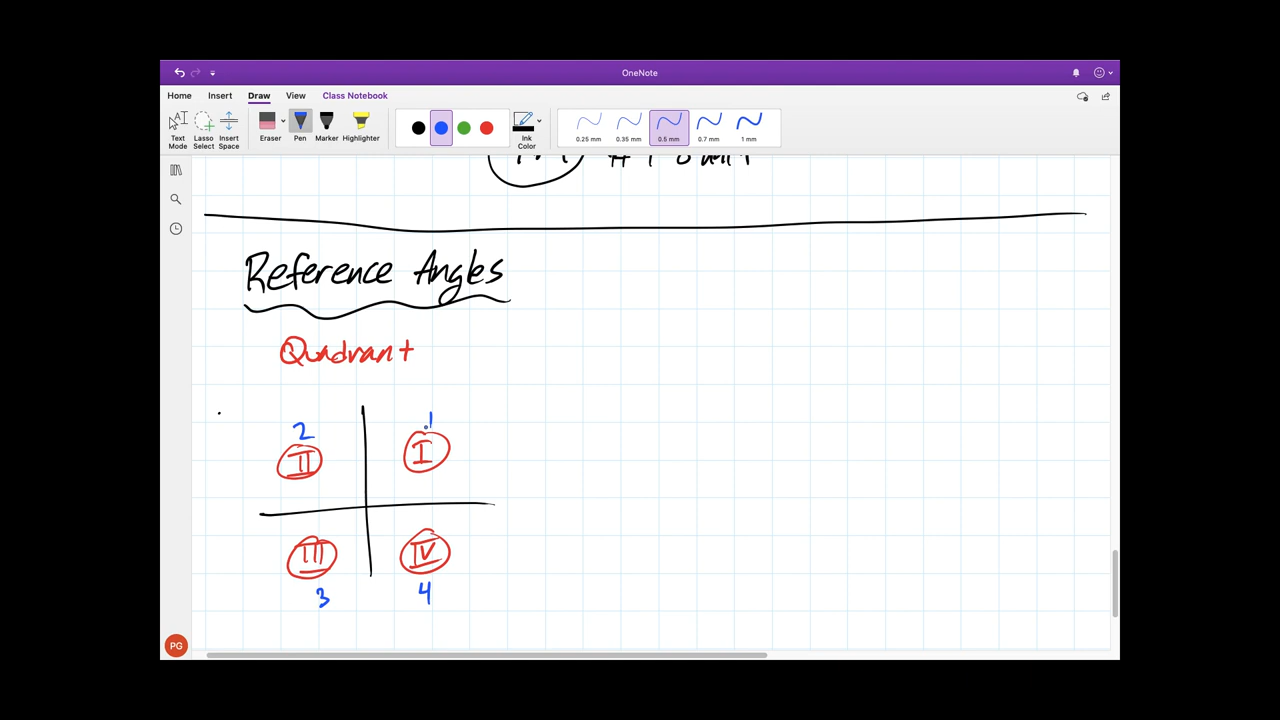 OneNote
Home Insert Draw View Class Notebook
Text Mode
Lasso Select
Insert Space
Eraser
Pen
Marker
Highlighter
Ink Color
0.25 mm
0.35 mm
0.5 mm
0.7 mm
1 mm
Reference Angles
Quadrant
2 1
II I
III IV
3 4
PG